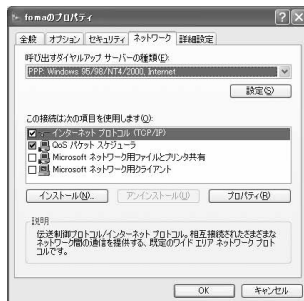 fomaのプロパティ
全般 オプション セキュリティ ネットワーク 詳細設定
呼び出すダイヤルアップ サーバーの種類(E):
PPP: Windows 95/98/NT4/2000, Internet
設定(S)
この接続は次の項目を使用します(O):
インターネット プロトコル (TCP/IP)
QoS パケット スケジューラ
Microsoft ネットワーク用ファイルとプリンタ共有
Microsoft ネットワーク用クライアント
インストール(N)... アンインストール(U) プロパティ(R)
説明
伝送制御プロトコル/インターネット プロトコル。相互接続されたさまざまな
ネットワーク間の通信を提供する、既定のワイド エリア ネットワーク プロト
コルです。
OK キャンセル